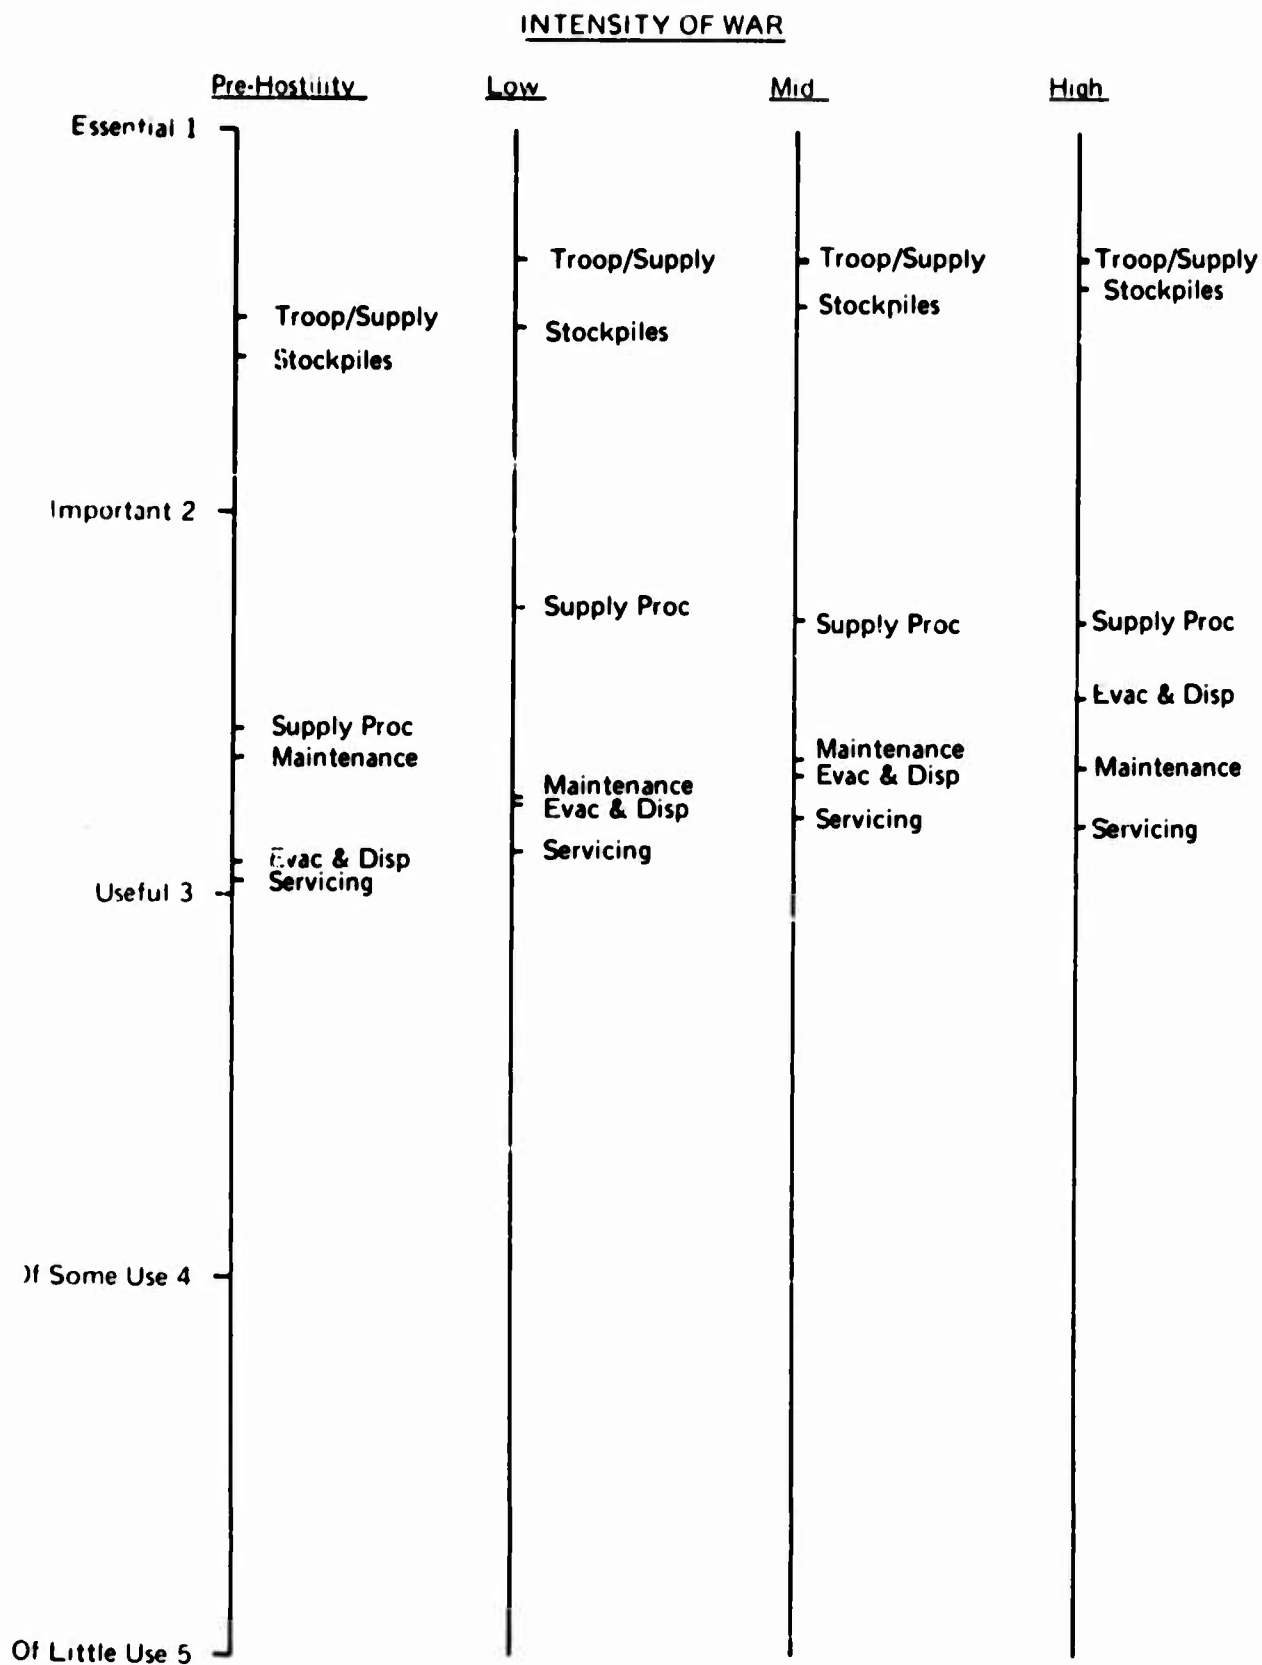 INTENSITY OF WAR
Pre-Hostility Low Mid High
Essential 1
Troop/Supply Troop/Supply Troop/Supply
Troop/Supply Stockpiles Stockpiles Stockpiles
Stockpiles
Important 2
Supply Proc Supply Proc Supply Proc
Evac & Disp
Supply Proc
Maintenance Maintenance Maintenance
Maintenance Evac & Disp
Evac & Disp Servicing Servicing
Evac & Disp Servicing
Servicing
Useful 3
Of Some Use 4
Of Little Use 5